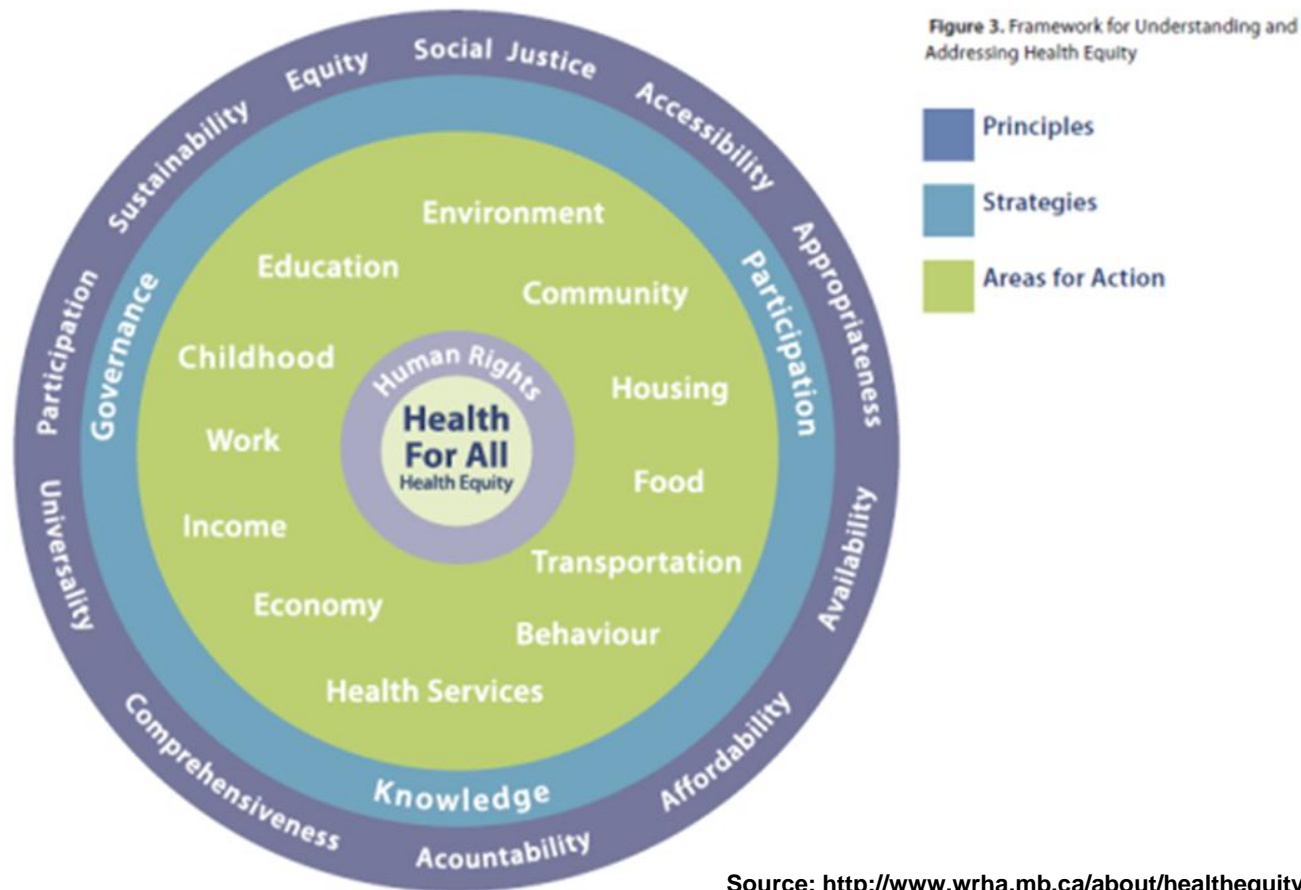 Figure 3. Framework for Understanding and
Addressing Health Equity
Principles
Strategies
Areas for Action
Social Justice
Accessibility
Appropriateness
Availability
Affordability
Acountability
Comprehensiveness
Universality
Participation
Sustainability
Equity
Governance
Participation
Knowledge
Environment
Education
Community
Childhood
Housing
Work
Food
Income
Transportation
Economy
Behaviour
Health Services
Human Rights
Health
For All
Health Equity
Source: http://www.wrha.mb.ca/about/healthequity